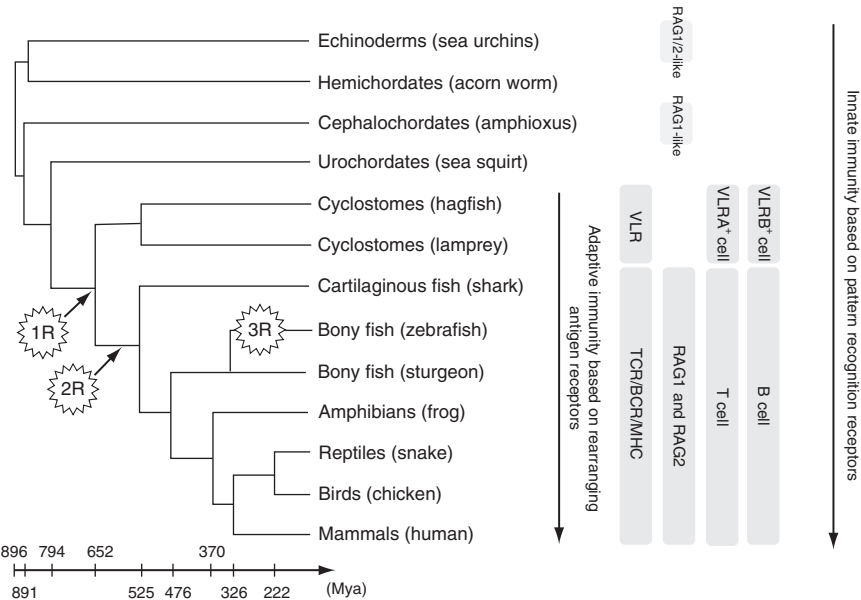 Echinoderms (sea urchins)
Hemichordates (acorn worm)
Cephalochordates (amphioxus)
Urochordates (sea squirt)
Cyclostomes (hagfish)
Cyclostomes (lamprey)
Cartilaginous fish (shark)
Bony fish (zebrafish)
Bony fish (sturgeon)
Amphibians (frog)
Reptiles (snake)
Birds (chicken)
Mammals (human)
1R
2R
3R
896 794 652 370
891 525 476 326 222 (Mya)
Adaptive immunity based on rearranging
antigen receptors
VLR
TCR/BCR/MHC
RAG1/2-like
RAG1-like
RAG1 and RAG2
VLRA+ cell
T cell
VLRB+ cell
B cell
Innate immunity based on pattern recognition receptors